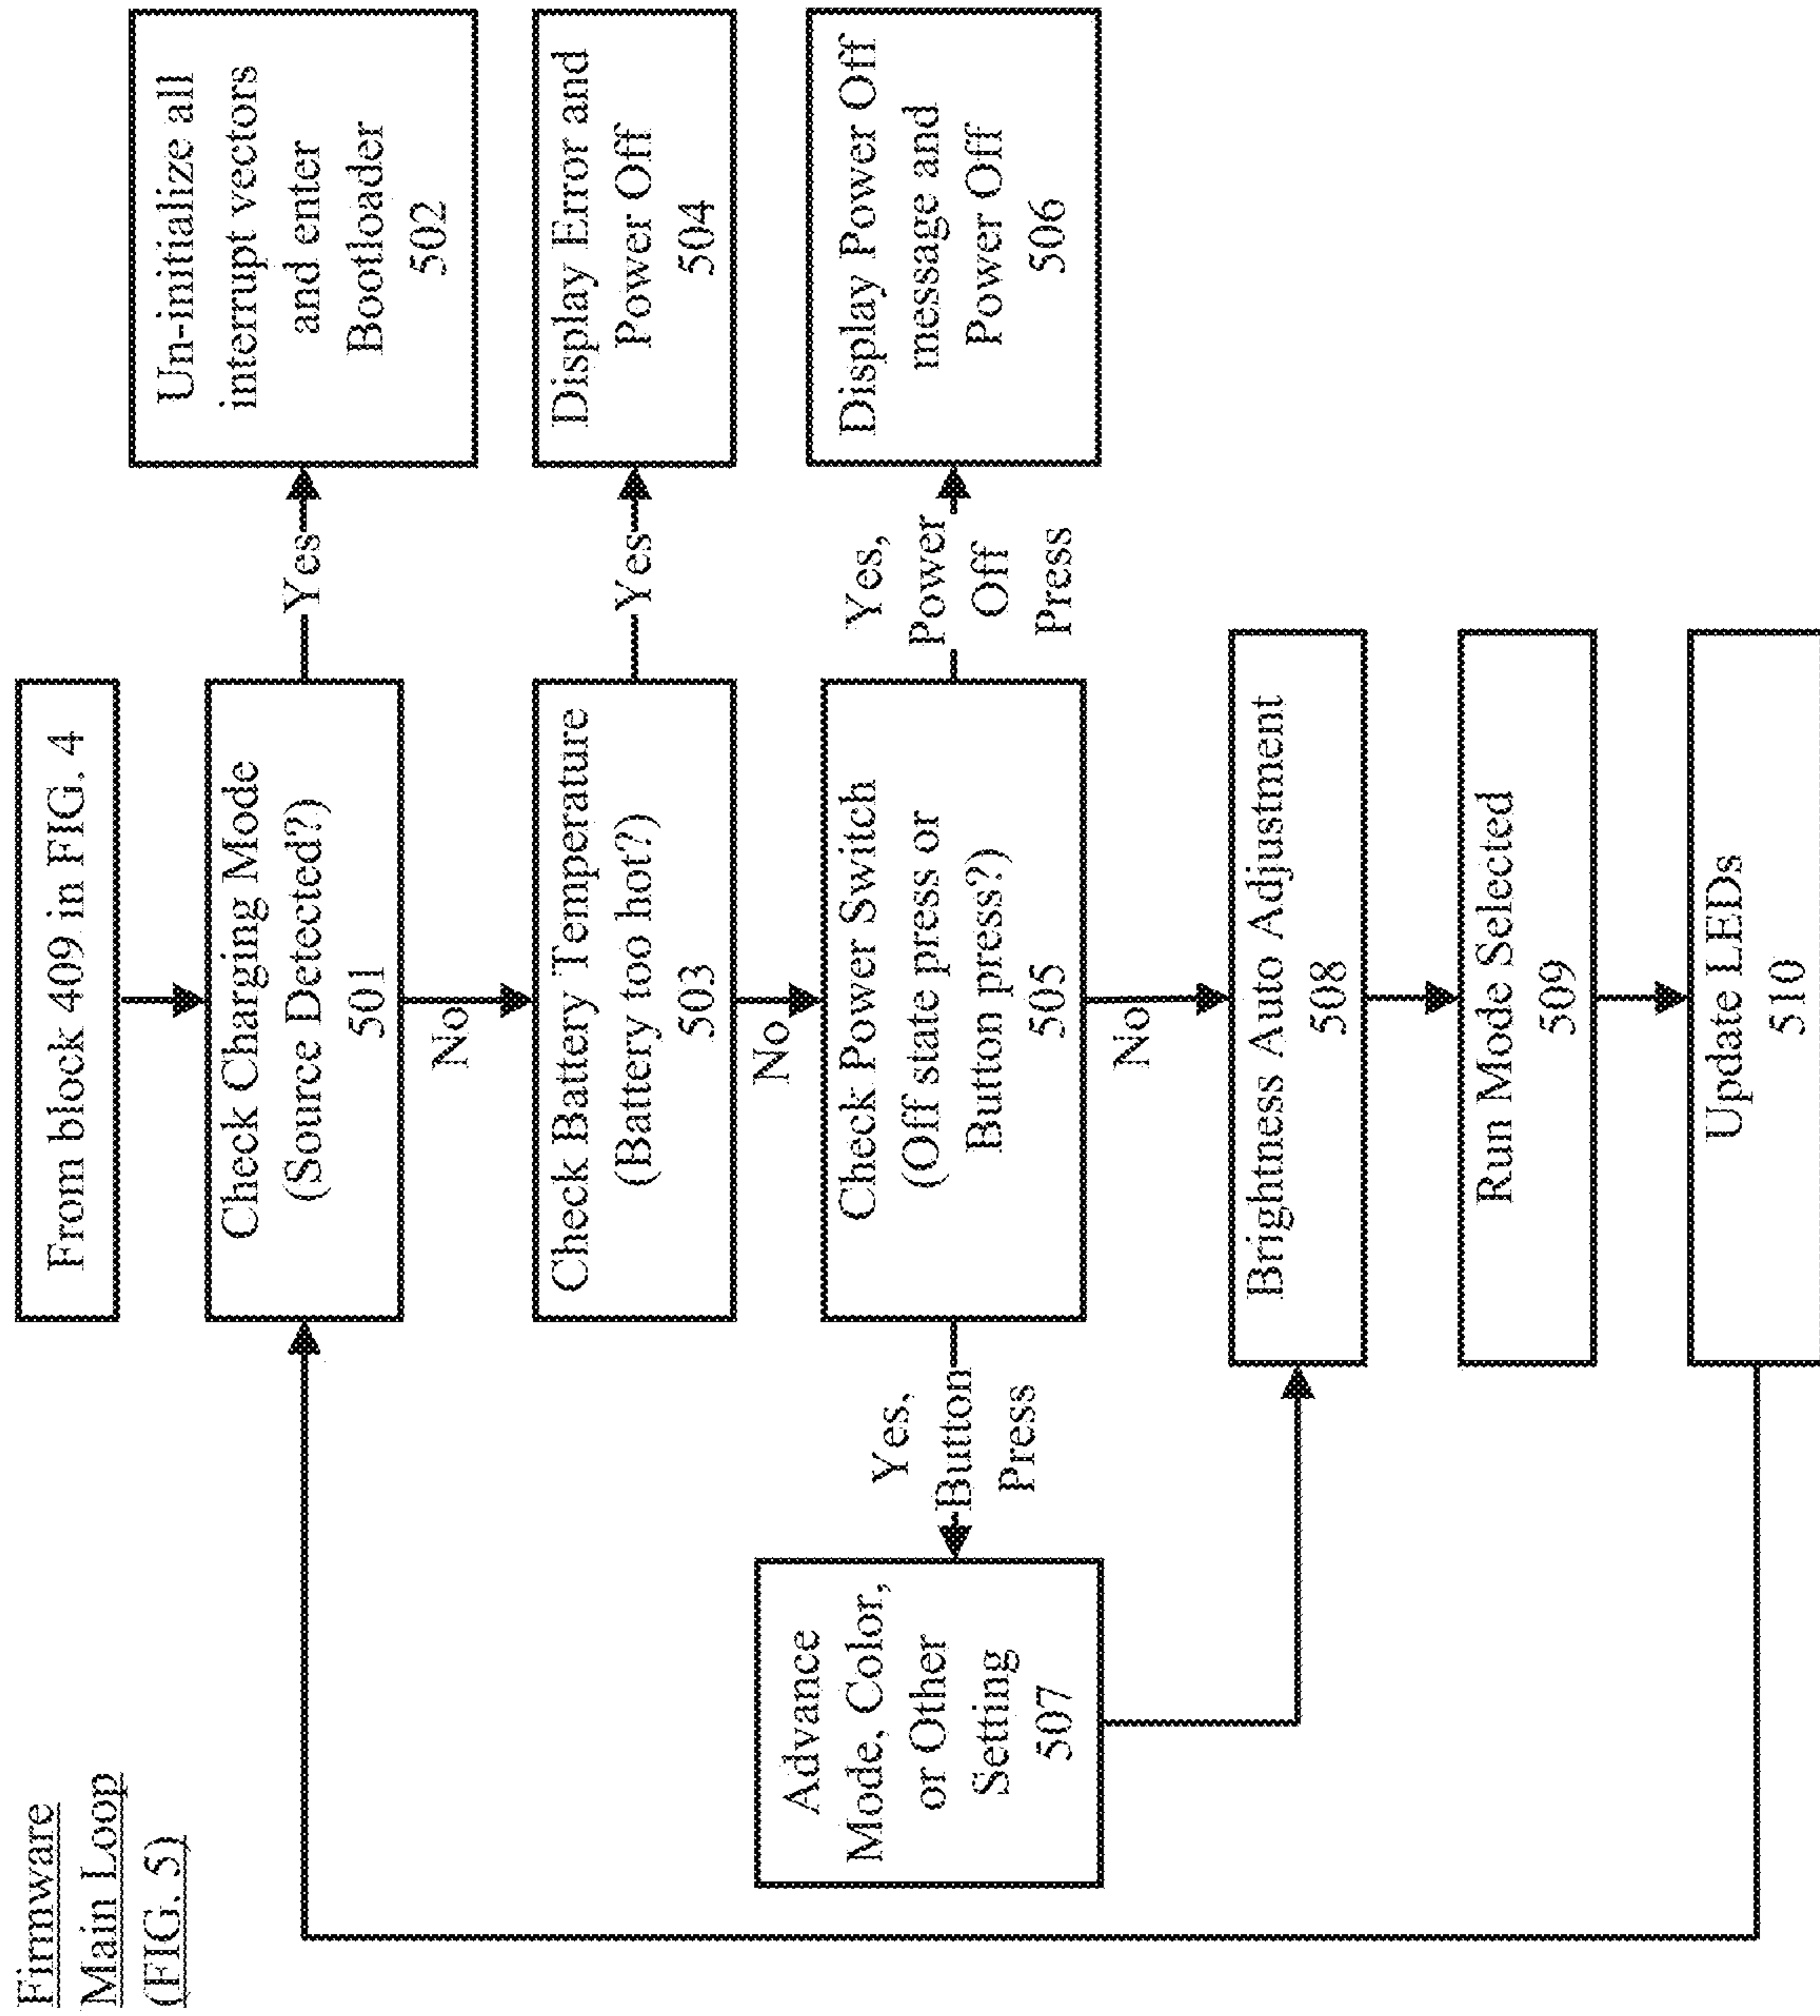 Firmware
Main Loop
(FIG. 5)
From block 409 in FIG. 4
Check Charging Mode
(Source Detected?)
501
Yes
Un-initialize all
interrupt vectors
and enter
Bootloader
502
No
Check Battery Temperature
(Battery too hot?)
503
Yes
Display Error and
Power Off
504
No
Check Power Switch
(Off state press or
Button press?)
505
Yes,
Power
Off
Press
Display Power Off
message and
Power Off
506
Yes,
Button
Press
Advance
Mode, Color,
or Other
Setting
507
No
Brightness Auto Adjustment
508
Run Mode Selected
509
Update LEDs
510